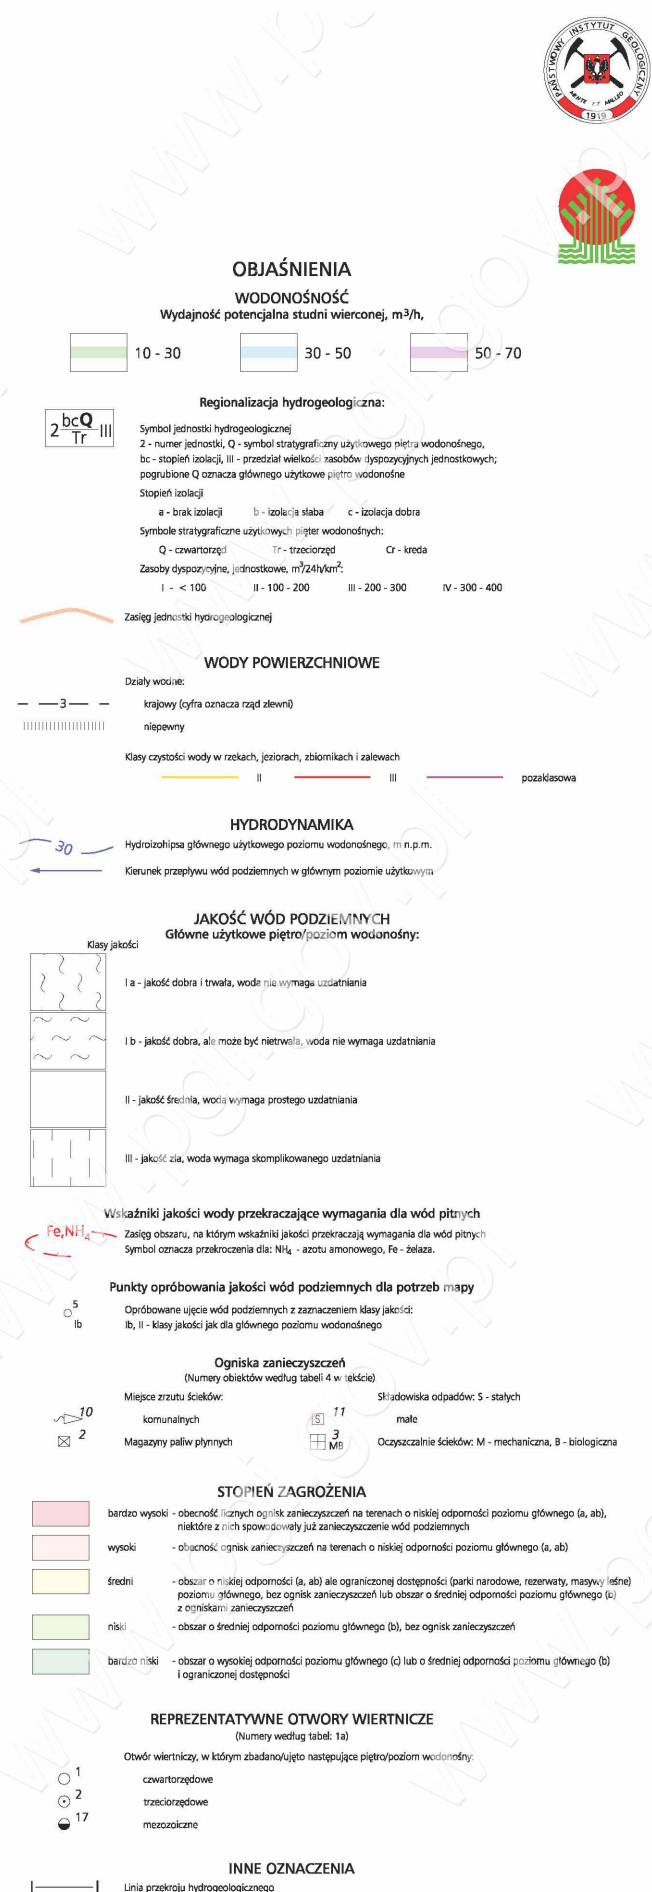 PAŃSTWOWY INSTYTUT GEOLOGICZNY
MENTE ET MALLEO
1919
OBJAŚNIENIA
WODONOŚNOŚĆ
Wydajność potencjalna studni wierconej, m³/h,
10 - 30 30 - 50 50 - 70
Regionalizacja hydrogeologiczna:
2 bcQ/Tr III
Symbol jednostki hydrogeologicznej
2 - numer jednostki, Q - symbol stratygraficzny użytkowego piętra wodonośnego,
bc - stopień izolacji, III - przedział wielkości zasobów dyspozycyjnych jednostkowych;
pogrubione Q oznacza głównego użytkowe piętro wodonośne
Stopień izolacji
a - brak izolacji b - izolacja słaba c - izolacja dobra
Symbole stratygraficzne użytkowych pięter wodonośnych:
Q - czwartorzęd Tr - trzeciorzęd Cr - kreda
Zasoby dyspozycyjne, jednostkowe, m³/24h/km²:
I - < 100 II - 100 - 200 III - 200 - 300 IV - 300 - 400
Zasięg jednostki hydrogeologicznej
WODY POWIERZCHNIOWE
Działy wodne:
3 krajowy (cyfra oznacza rząd zlewni)
niepewny
Klasy czystości wody w rzekach, jeziorach, zbiornikach i zalewach
II III pozaklasowa
HYDRODYNAMIKA
30 Hydroizohipsa głównego użytkowego poziomu wodonośnego, m n.p.m.
Kierunek przepływu wód podziemnych w głównym poziomie użytkowym
JAKOŚĆ WÓD PODZIEMNYCH
Główne użytkowe piętro/poziom wodonośny:
Klasy jakości
I a - jakość dobra i trwała, woda nie wymaga uzdatniania
I b - jakość dobra, ale może być nietrwała, woda nie wymaga uzdatniania
II - jakość średnia, woda wymaga prostego uzdatniania
III - jakość zła, woda wymaga skomplikowanego uzdatniania
Wskaźniki jakości wody przekraczające wymagania dla wód pitnych
Fe,NH₄ Zasięg obszaru, na którym wskaźniki jakości przekraczają wymagania dla wód pitnych
Symbol oznacza przekroczenia dla: NH₄ - azotu amonowego, Fe - żelaza.
Punkty opróbowania jakości wód podziemnych dla potrzeb mapy
5 Opróbowane ujęcie wód podziemnych z zaznaczeniem klasy jakości:
Ib Ib, II - klasy jakości jak dla głównego poziomu wodonośnego
Ogniska zanieczyszczeń
(Numery obiektów według tabeli 4 w tekście)
Miejsce zrzutu ścieków: Składowiska odpadów: S - stałych
10 komunalnych S 11 małe
2 Magazyny paliw płynnych 3 MB Oczyszczalnie ścieków: M - mechaniczna, B - biologiczna
STOPIEŃ ZAGROŻENIA
bardzo wysoki - obecność licznych ognisk zanieczyszczeń na terenach o niskiej odporności poziomu głównego (a, ab),
niektóre z nich spowodowały już zanieczyszczenie wód podziemnych
wysoki - obecność ognisk zanieczyszczeń na terenach o niskiej odporności poziomu głównego (a, ab)
średni - obszar o niskiej odporności (a, ab) ale ograniczonej dostępności (parki narodowe, rezerwaty, masywy leśne)
poziomu głównego, bez ognisk zanieczyszczeń lub obszar o średniej odporności poziomu głównego (b)
z ogniskami zanieczyszczeń
niski - obszar o średniej odporności poziomu głównego (b), bez ognisk zanieczyszczeń
bardzo niski - obszar o wysokiej odporności poziomu głównego (c) lub o średniej odporności poziomu głównego (b)
i ograniczonej dostępności
REPREZENTATYWNE OTWORY WIERTNICZE
(Numery według tabel: 1a)
Otwór wiertniczy, w którym zbadano/ujęto następujące piętro/poziom wodonośny:
1 czwartorzędowe
2 trzeciorzędowe
17 mezozoiczne
INNE OZNACZENIA
Linia przekroju hydrogeologicznego
www.pgi.gov.pl